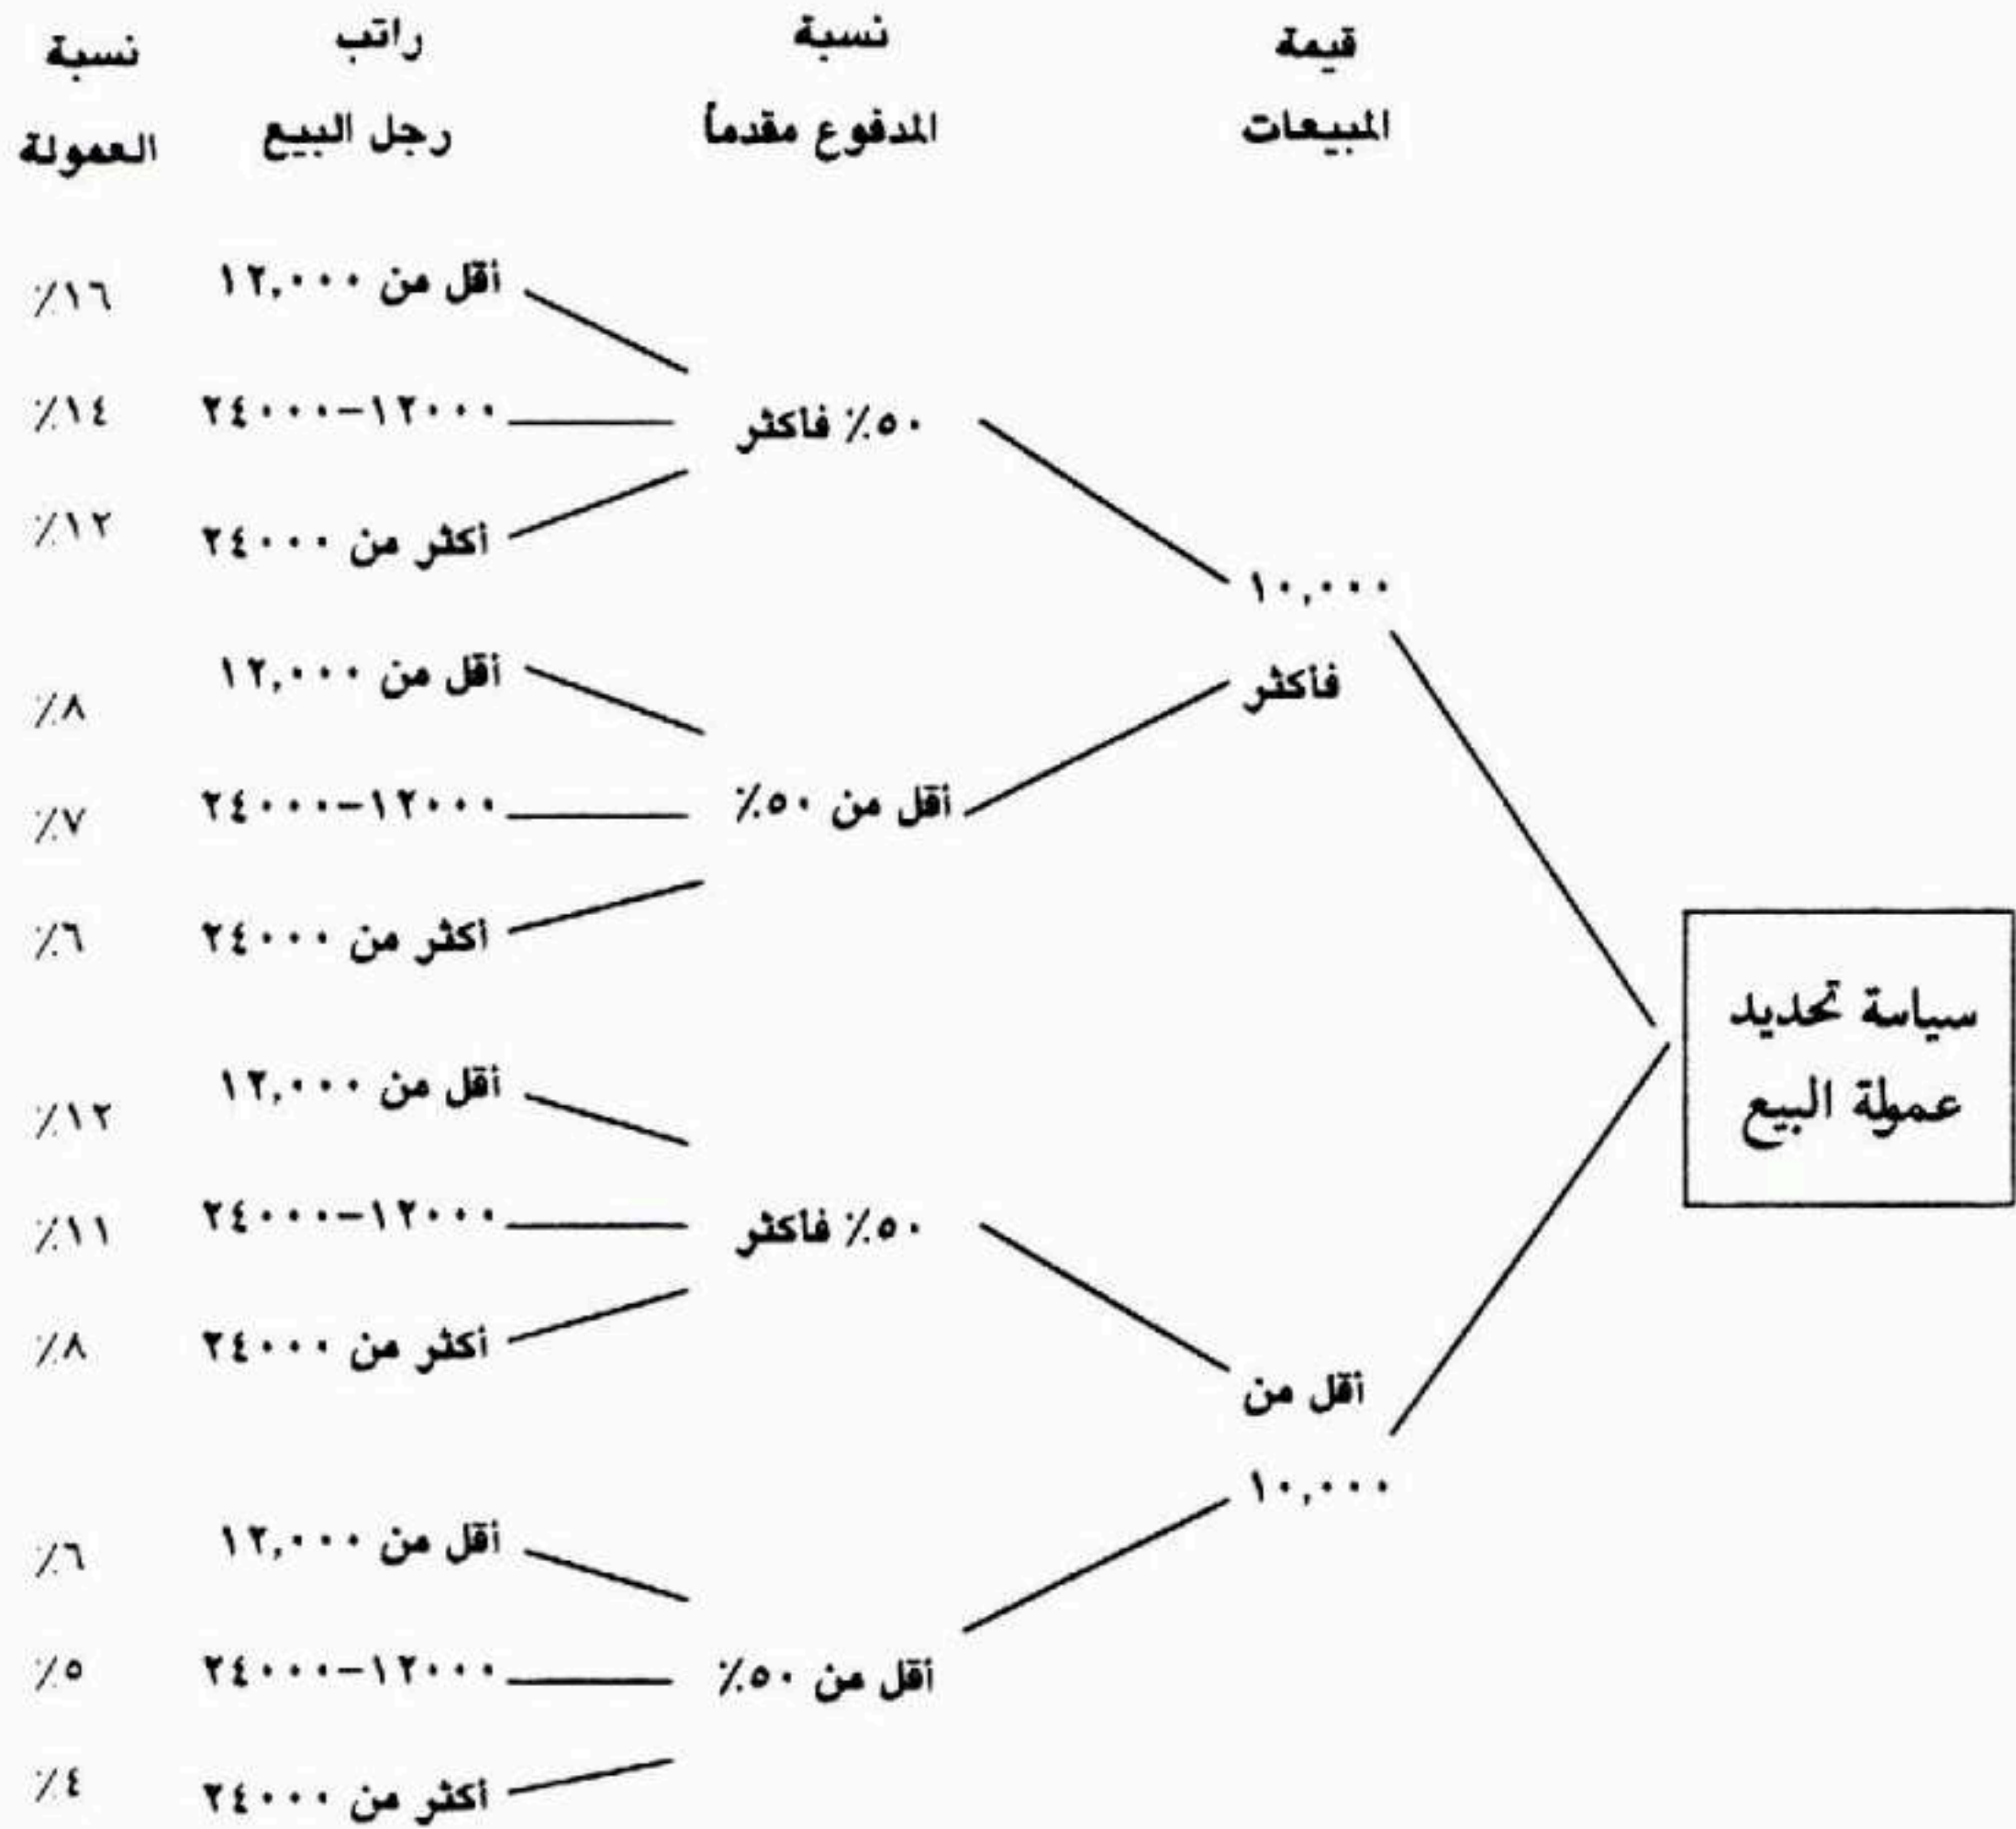 قيمة
المبيعات
نسبة
المدفوع مقدماً
راتب
رجل البيع
نسبة
العمولة
أقل من ١٢,٠٠٠
٪١٦
٥٠٪ فاكثر
١٢٠٠٠–٢٤٠٠٠
٪١٤
أكثر من ٢٤٠٠٠
٪١٢
١٠,٠٠٠
فأكثر
أقل من ١٢,٠٠٠
٪٨
أقل من ٥٠٪
١٢٠٠٠–٢٤٠٠٠
٪٧
أكثر من ٢٤٠٠٠
٪٦
سياسة تحديد
عمولة البيع
أقل من ١٢,٠٠٠
٪١٢
٥٠٪ فاكثر
١٢٠٠٠–٢٤٠٠٠
٪١١
أكثر من ٢٤٠٠٠
٪٨
أقل من
١٠,٠٠٠
أقل من ١٢,٠٠٠
٪٦
أقل من ٥٠٪
١٢٠٠٠–٢٤٠٠٠
٪٥
أكثر من ٢٤٠٠٠
٪٤